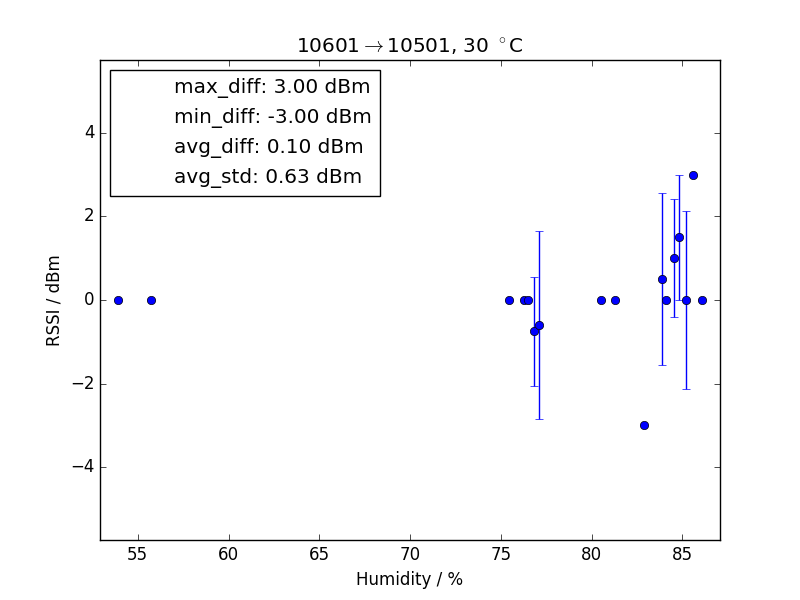 10601→10501, 30 °C
max_diff: 3.00 dBm
min_diff: -3.00 dBm
avg_diff: 0.10 dBm
avg_std: 0.63 dBm
4
2
0
−2
−4
RSSI / dBm
55 60 65 70 75 80 85
Humidity / %